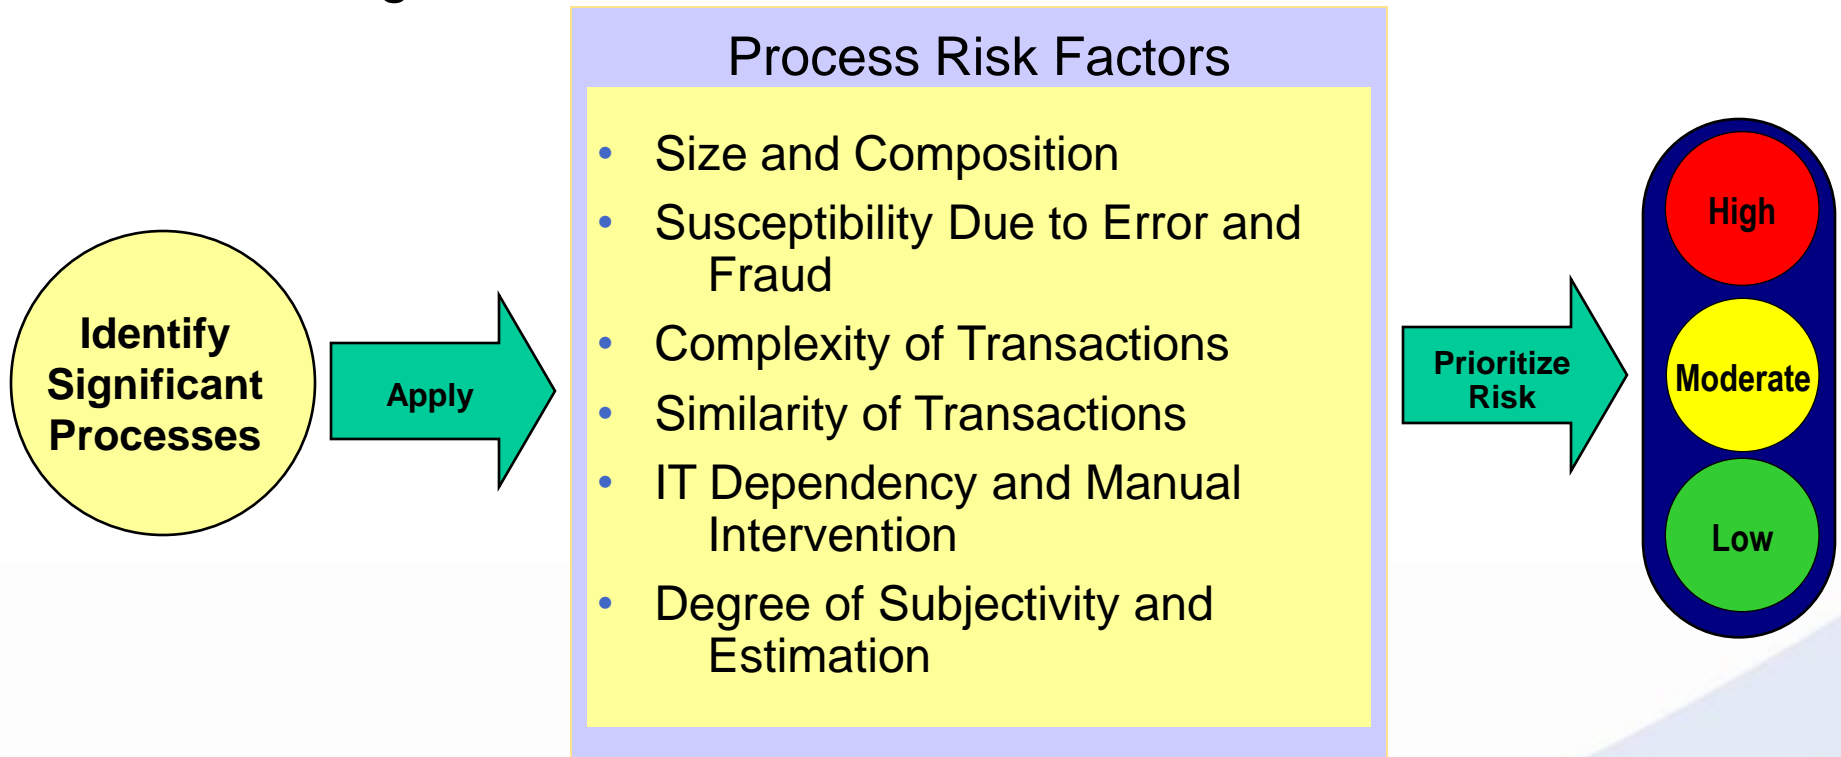 Process Risk Factors
• Size and Composition
• Susceptibility Due to Error and
Fraud
• Complexity of Transactions
• Similarity of Transactions
• IT Dependency and Manual
Intervention
• Degree of Subjectivity and
Estimation
Identify
Significant
Processes
Apply
Prioritize
Risk
High
Moderate
Low